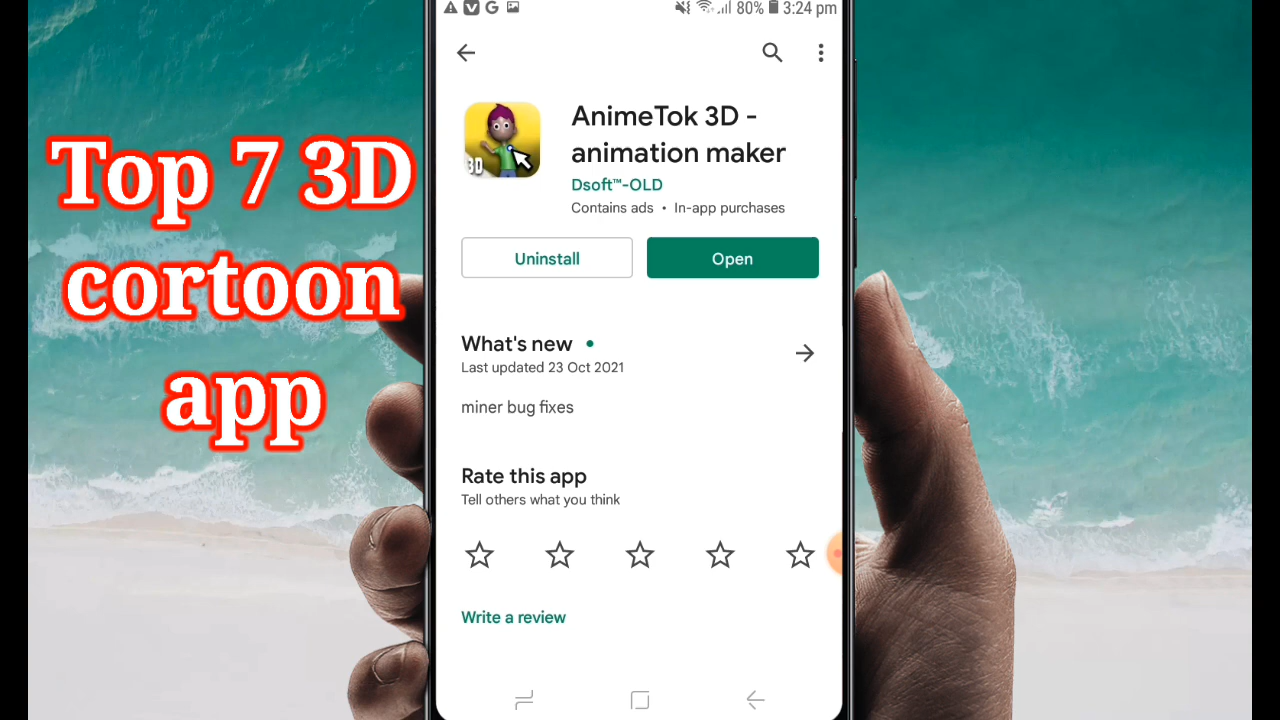 Top 7 3D
cortoon
app
80% 3:24 pm
AnimeTok 3D -
animation maker
Dsoft™-OLD
Contains ads • In-app purchases
3D
Uninstall
Open
What's new
Last updated 23 Oct 2021
miner bug fixes
Rate this app
Tell others what you think
Write a review